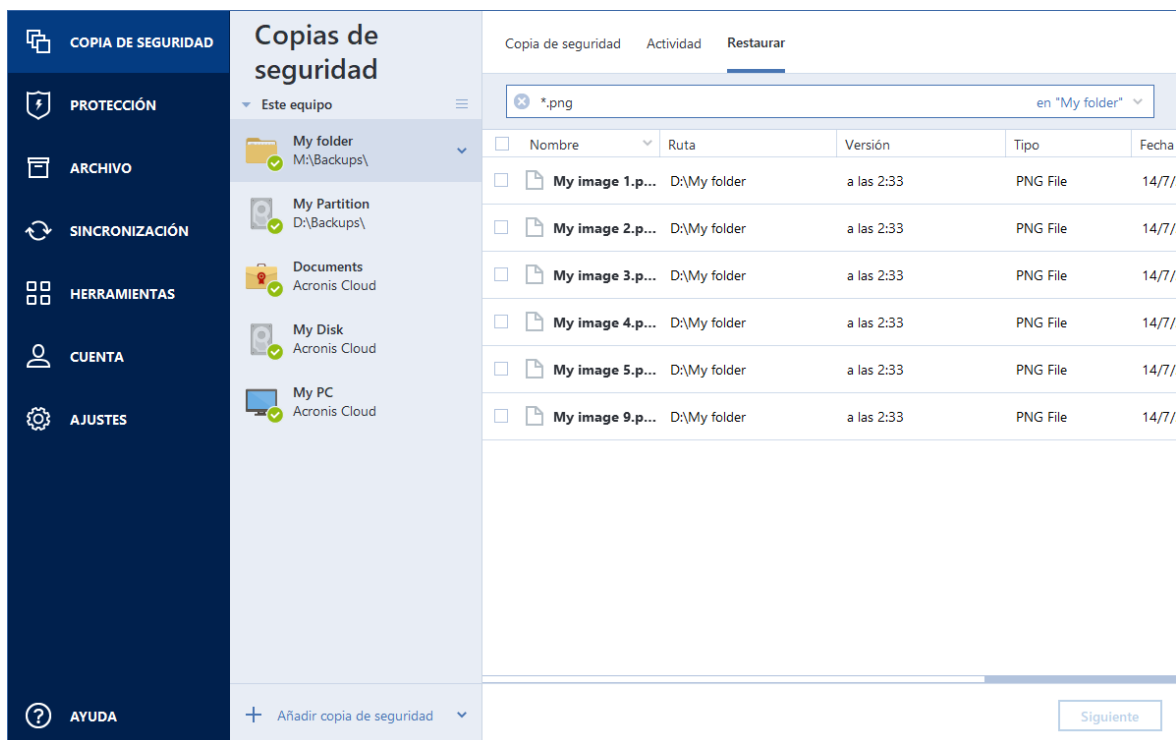 COPIA DE SEGURIDAD
PROTECCIÓN
ARCHIVO
SINCRONIZACIÓN
HERRAMIENTAS
CUENTA
AJUSTES
AYUDA
Copias de
seguridad
Este equipo
My folder
M:\Backups\
My Partition
D:\Backups\
Documents
Acronis Cloud
My Disk
Acronis Cloud
My PC
Acronis Cloud
Añadir copia de seguridad
Copia de seguridad Actividad Restaurar
*.png en "My folder"
Nombre Ruta Versión Tipo Fecha
My image 1.p... D:\My folder a las 2:33 PNG File 14/7/
My image 2.p... D:\My folder a las 2:33 PNG File 14/7/
My image 3.p... D:\My folder a las 2:33 PNG File 14/7/
My image 4.p... D:\My folder a las 2:33 PNG File 14/7/
My image 5.p... D:\My folder a las 2:33 PNG File 14/7/
My image 9.p... D:\My folder a las 2:33 PNG File 14/7/
Siguiente